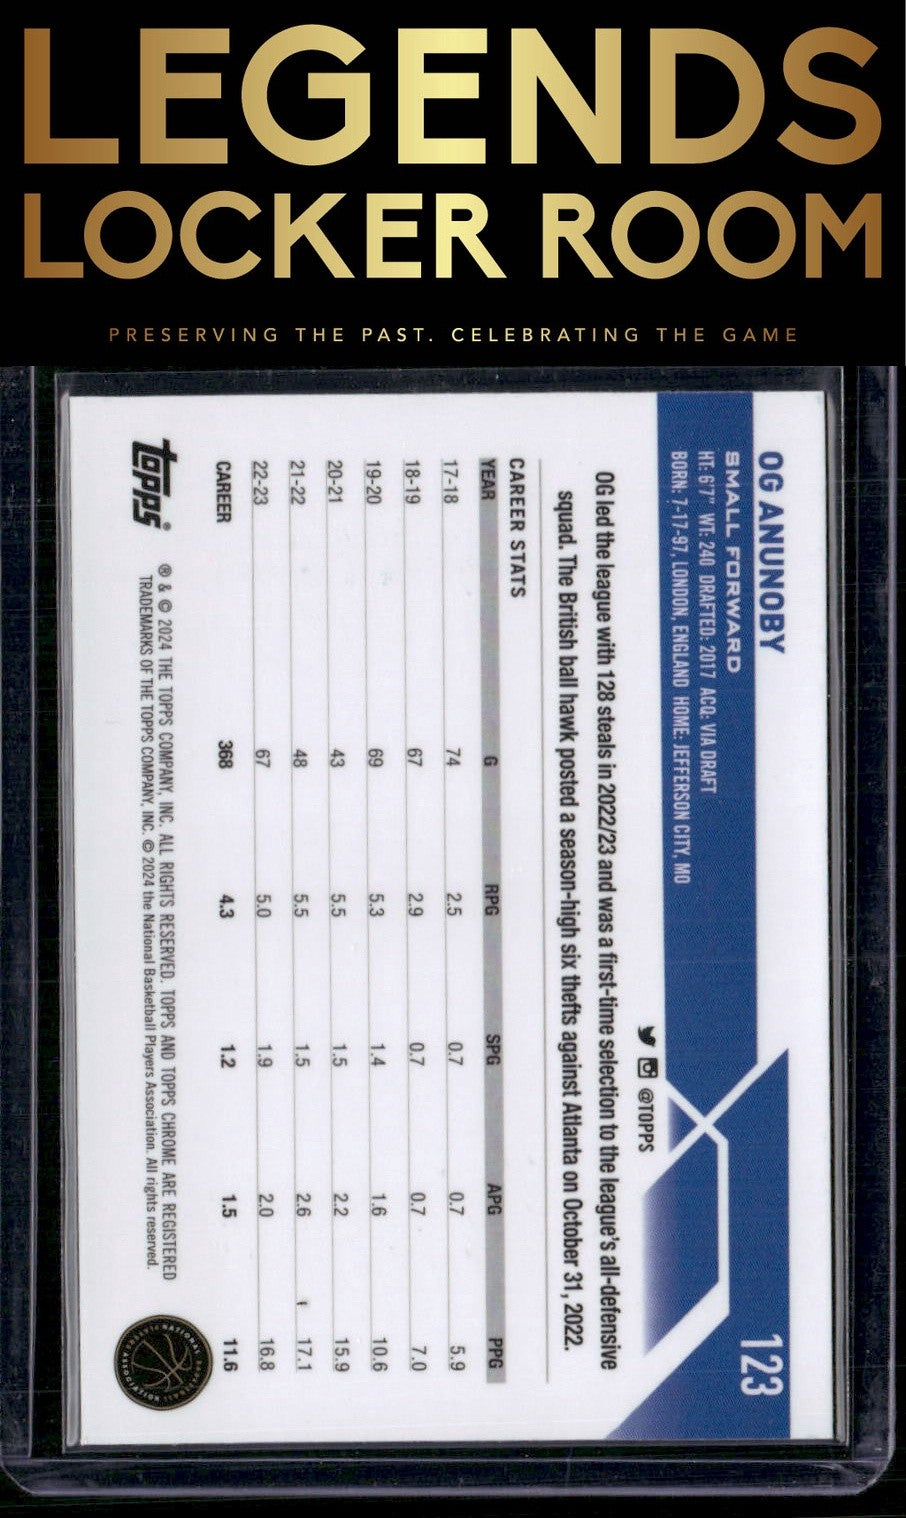 LEGENDS
LOCKER ROOM
PRESERVING THE PAST. CELEBRATING THE GAME
OG ANUNOBY
SMALL FORWARD
HT: 6'7" WT: 240 DRAFTED: 2017 ACQ: VIA DRAFT
BORN: 7-17-97, LONDON, ENGLAND HOME: JEFFERSON CITY, MO
123
@TOPPS
OG led the league with 128 steals in 2022/23 and was a first-time selection to the league's all-defensive
squad. The British ball hawk posted a season-high six thefts against Atlanta on October 31, 2022.
CAREER STATS
YEAR G RPG SPG APG PPG
17-18 74 2.5 0.7 0.7 5.9
18-19 67 2.9 0.7 0.7 7.0
19-20 69 5.3 1.4 1.6 10.6
20-21 43 5.5 1.5 2.2 15.9
21-22 48 5.5 1.5 2.6 17.1
22-23 67 5.0 1.9 2.0 16.8
CAREER 368 4.3 1.2 1.5 11.6
topps®
® & © 2024 THE TOPPS COMPANY, INC. ALL RIGHTS RESERVED. TOPPS AND TOPPS CHROME ARE REGISTERED
TRADEMARKS OF THE TOPPS COMPANY, INC. © 2024 the National Basketball Players Association. All rights reserved.
NATIONAL BASKETBALL PLAYERS ASSOCIATION